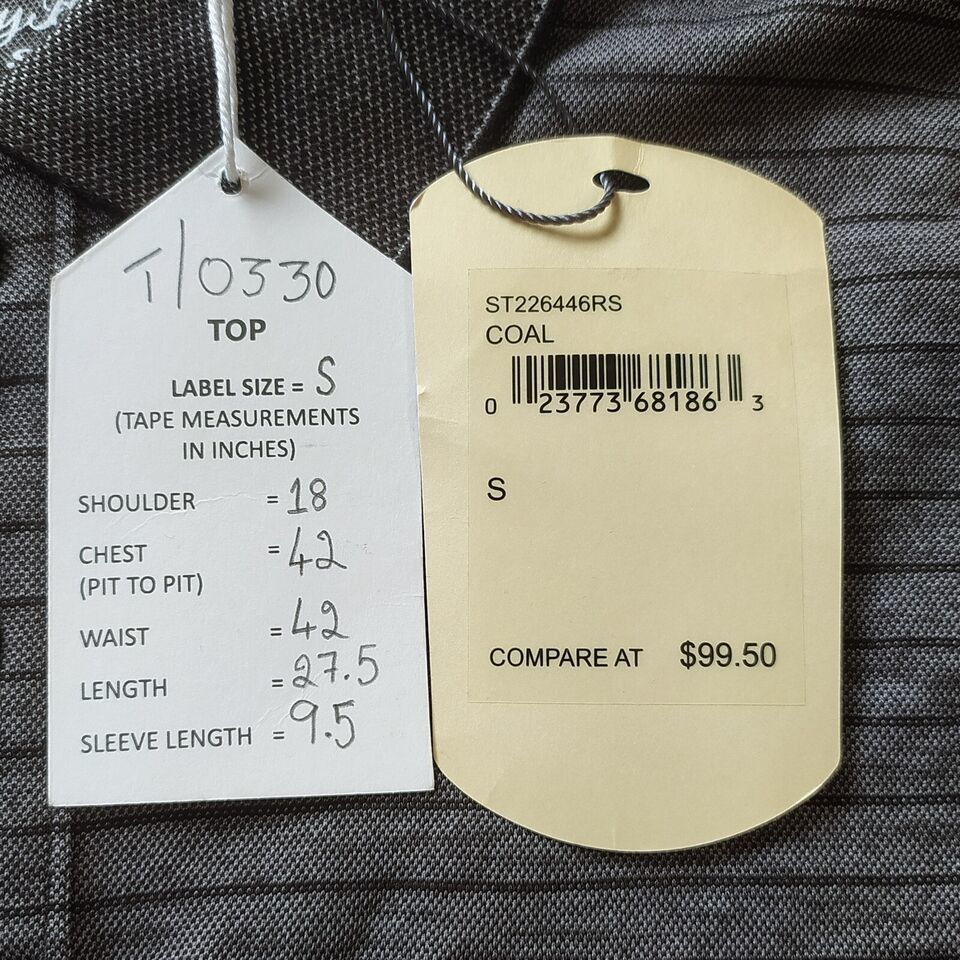 T/0330
TOP
LABEL SIZE = S
(TAPE MEASUREMENTS
IN INCHES)
SHOULDER = 18
CHEST = 42
(PIT TO PIT)
WAIST = 42
LENGTH = 27.5
SLEEVE LENGTH = 9.5
ST226446RS
COAL
0 23773 68186 3
S
COMPARE AT $99.50